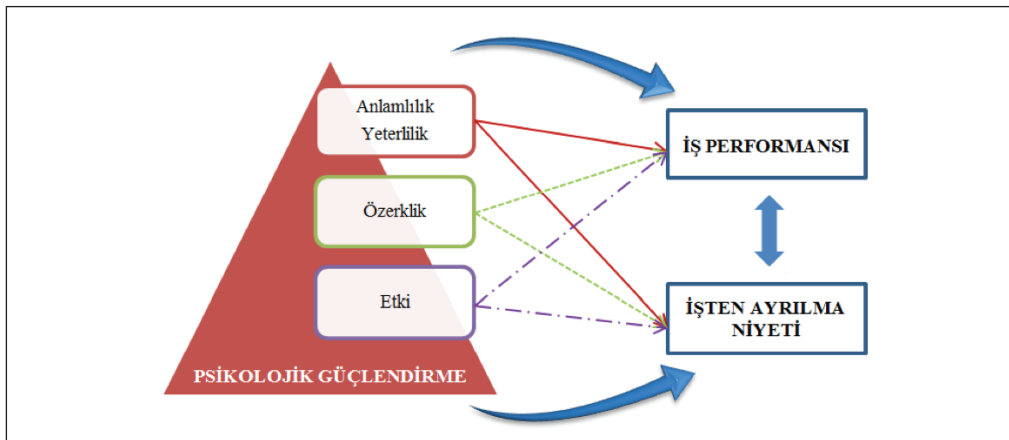 Anlamlılık
Yeterlilik
Özerklik
Etki
PSİKOLOJİK GÜÇLENDİRME
İŞ PERFORMANSI
İŞTEN AYRILMA
NİYETİ